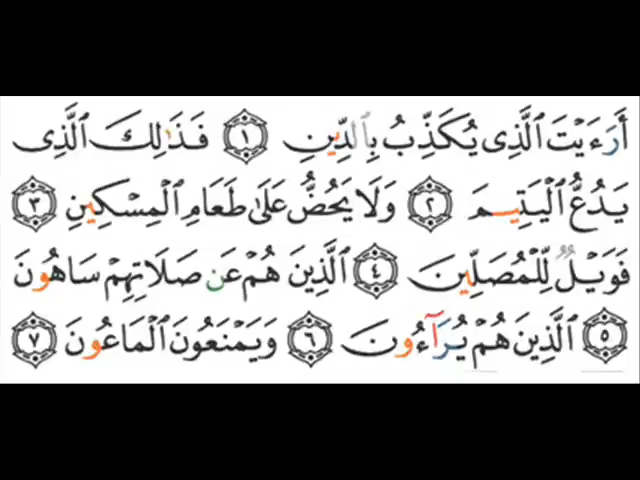 أَرَءَيْتَ ٱلَّذِى يُكَذِّبُ بِٱلدِّينِ ١ فَذَٰلِكَ ٱلَّذِى
يَدُعُّ ٱلْيَتِيمَ ٢ وَلَا يَحُضُّ عَلَىٰ طَعَامِ ٱلْمِسْكِينِ ٣
فَوَيْلٌ لِّلْمُصَلِّينَ ٤ ٱلَّذِينَ هُمْ عَن صَلَاتِهِمْ سَاهُونَ
٥ ٱلَّذِينَ هُمْ يُرَآءُونَ ٦ وَيَمْنَعُونَ ٱلْمَاعُونَ ٧